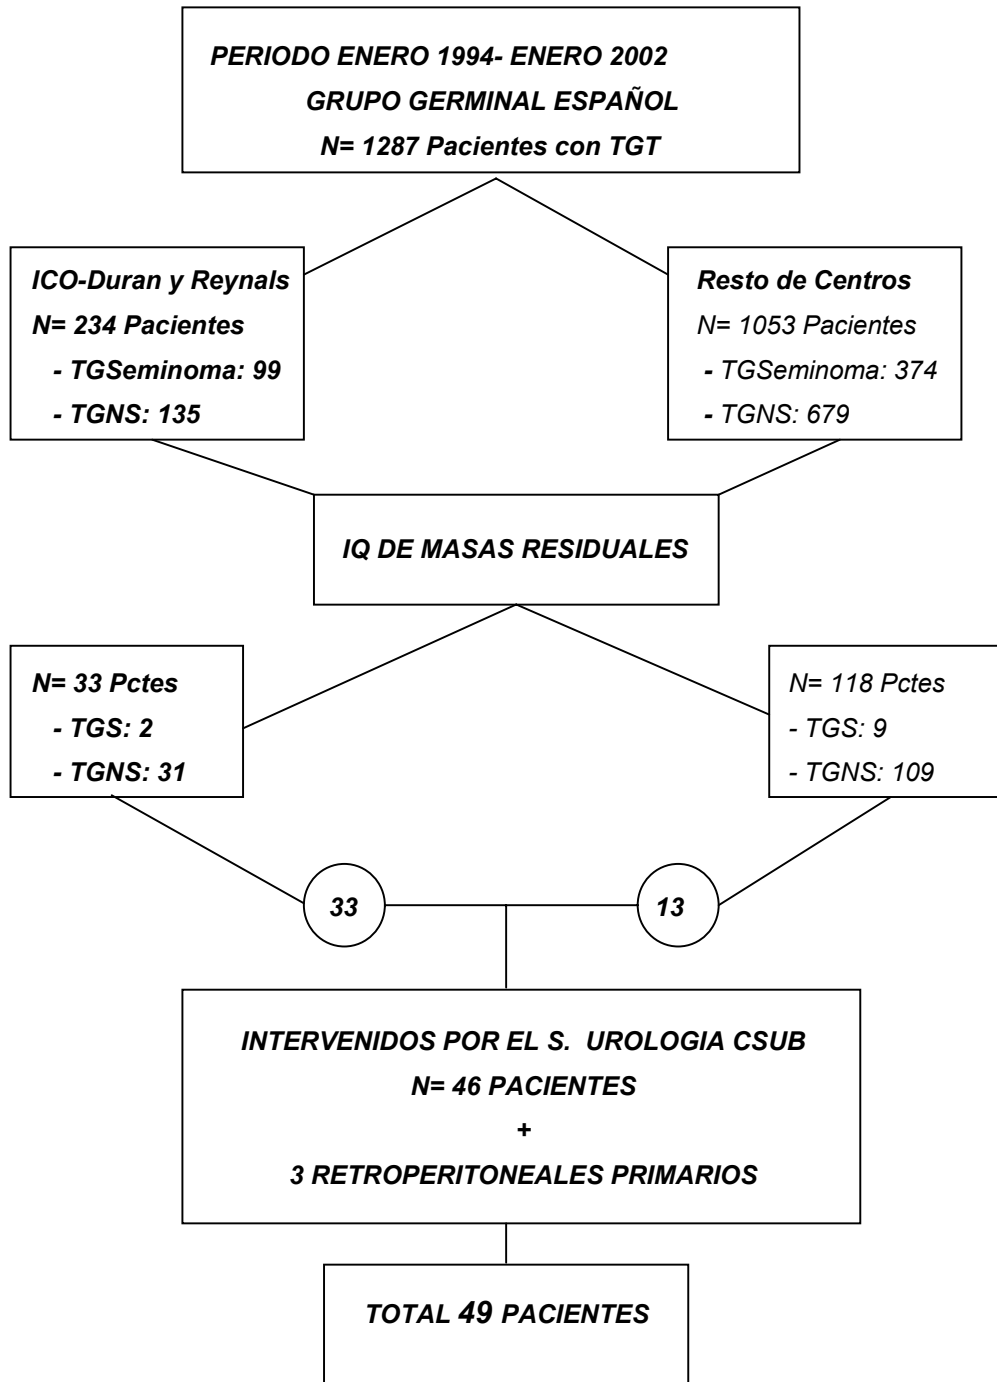 PERIODO ENERO 1994- ENERO 2002
GRUPO GERMINAL ESPAÑOL
N= 1287 Pacientes con TGT
ICO-Duran y Reynals
N= 234 Pacientes
- TGSeminoma: 99
- TGNS: 135
Resto de Centros
N= 1053 Pacientes
- TGSeminoma: 374
- TGNS: 679
IQ DE MASAS RESIDUALES
N= 33 Pctes
- TGS: 2
- TGNS: 31
N= 118 Pctes
- TGS: 9
- TGNS: 109
33
13
INTERVENIDOS POR EL S. UROLOGIA CSUB
N= 46 PACIENTES
+
3 RETROPERITONEALES PRIMARIOS
TOTAL 49 PACIENTES